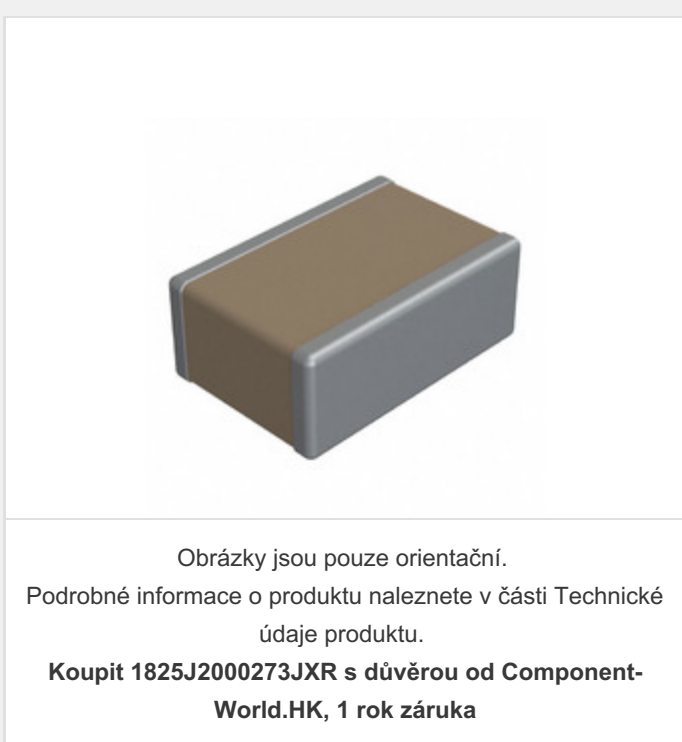 Obrázky jsou pouze orientační.
Podrobné informace o produktu naleznete v části Technické
údaje produktu.
Koupit 1825J2000273JXR s důvěrou od Component-
World.HK, 1 rok záruka